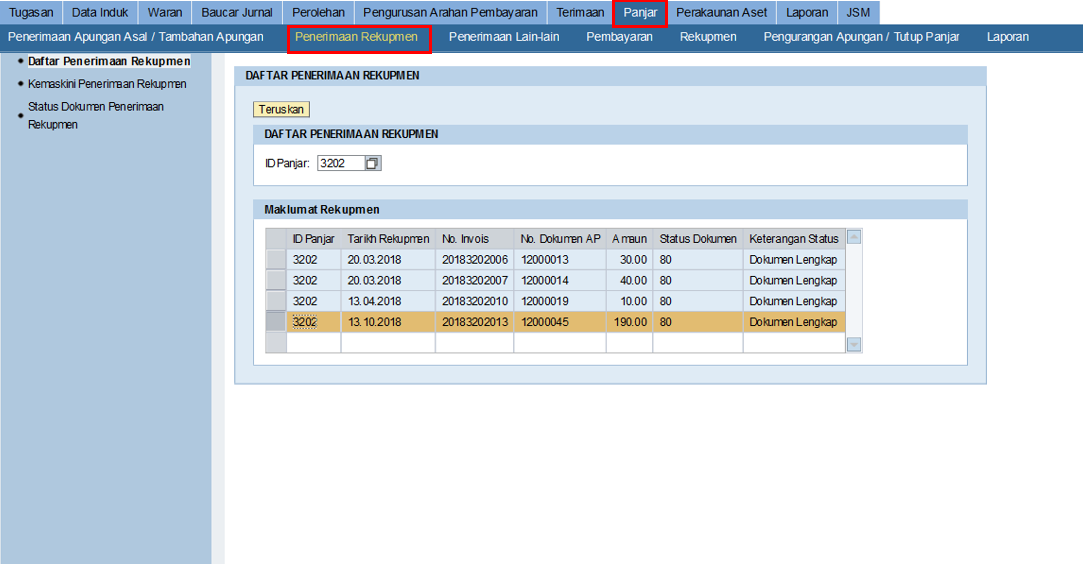 Tugasan Data Induk Waran Baucar Jurnal Perolehan Pengurusan Arahan Pembayaran Terimaan Panjar Perakaunan Aset Laporan JSM
Penerimaan Apungan Asal / Tambahan Apungan Penerimaan Rekupmen Penerimaan Lain-lain Pembayaran Rekupmen Pengurangan Apungan / Tutup Panjar Laporan
Daftar Penerimaan Rekupmen
Kemaskini Penerimaan Rekupmen
Status Dokumen Penerimaan
Rekupmen
DAFTAR PENERIMAAN REKUPMEN
Teruskan
DAFTAR PENERIMAAN REKUPMEN
ID Panjar: 3202
Maklumat Rekupmen
ID Panjar Tarikh Rekupmen No. Invois No. Dokumen AP Amaun Status Dokumen Keterangan Status
3202 20.03.2018 20183202006 12000013 30.00 80 Dokumen Lengkap
3202 20.03.2018 20183202007 12000014 40.00 80 Dokumen Lengkap
3202 13.04.2018 20183202010 12000019 10.00 80 Dokumen Lengkap
3202 13.10.2018 20183202013 12000045 190.00 80 Dokumen Lengkap